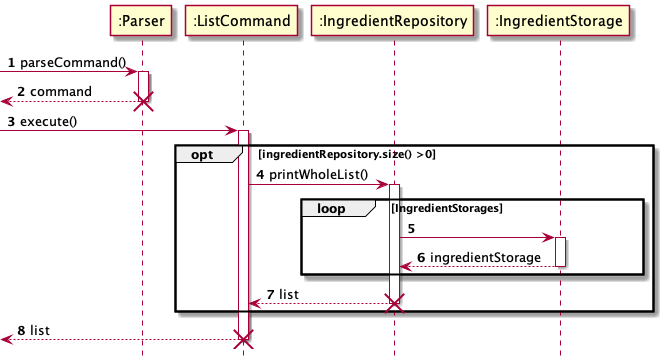 :Parser :ListCommand :IngredientRepository :IngredientStorage
1 parseCommand()
2 command
3 execute()
opt [ingredientRepository.size() >0]
4 printWholeList()
loop [IngredientStorages]
5
6 ingredientStorage
7 list
8 list